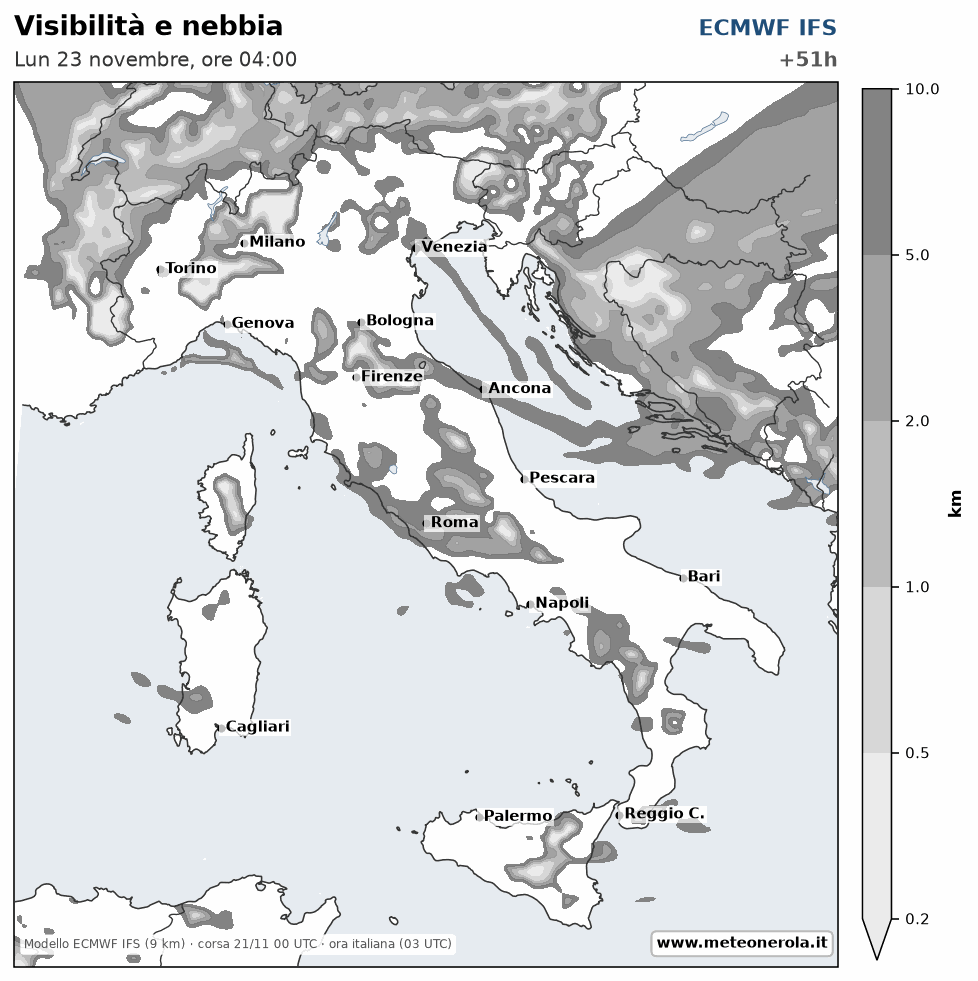 Visibilità e nebbia
ECMWF IFS
Lun 23 novembre, ore 04:00
+51h
10.0
5.0
2.0
1.0
0.5
0.2
km
Milano
Venezia
Torino
Genova
Bologna
Firenze
Ancona
Pescara
Roma
Bari
Napoli
Cagliari
Palermo
Reggio C.
Modello ECMWF IFS (9 km) · corsa 21/11 00 UTC · ora italiana (03 UTC)
www.meteonerola.it